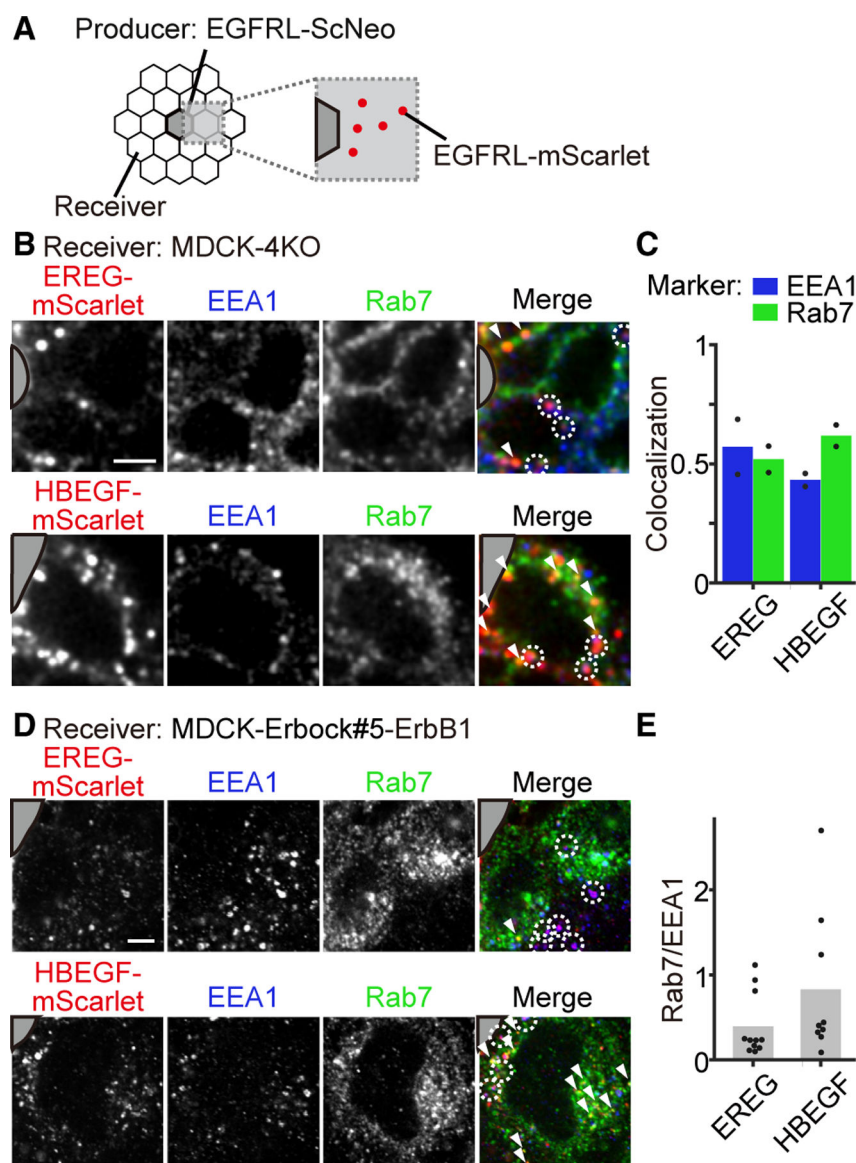 A
Producer: EGFRL-ScNeo
EGFRL-mScarlet
Receiver
B Receiver: MDCK-4KO
EREG-
mScarlet
EEA1
Rab7
Merge
HBEGF-
mScarlet
EEA1
Rab7
Merge
C
Marker:
EEA1
Rab7
1
0.5
0
Colocalization
EREG
HBEGF
D Receiver: MDCK-Erbock#5-ErbB1
EREG-
mScarlet
EEA1
Rab7
Merge
HBEGF-
mScarlet
EEA1
Rab7
Merge
E
2
1
0
Rab7/EEA1
EREG
HBEGF